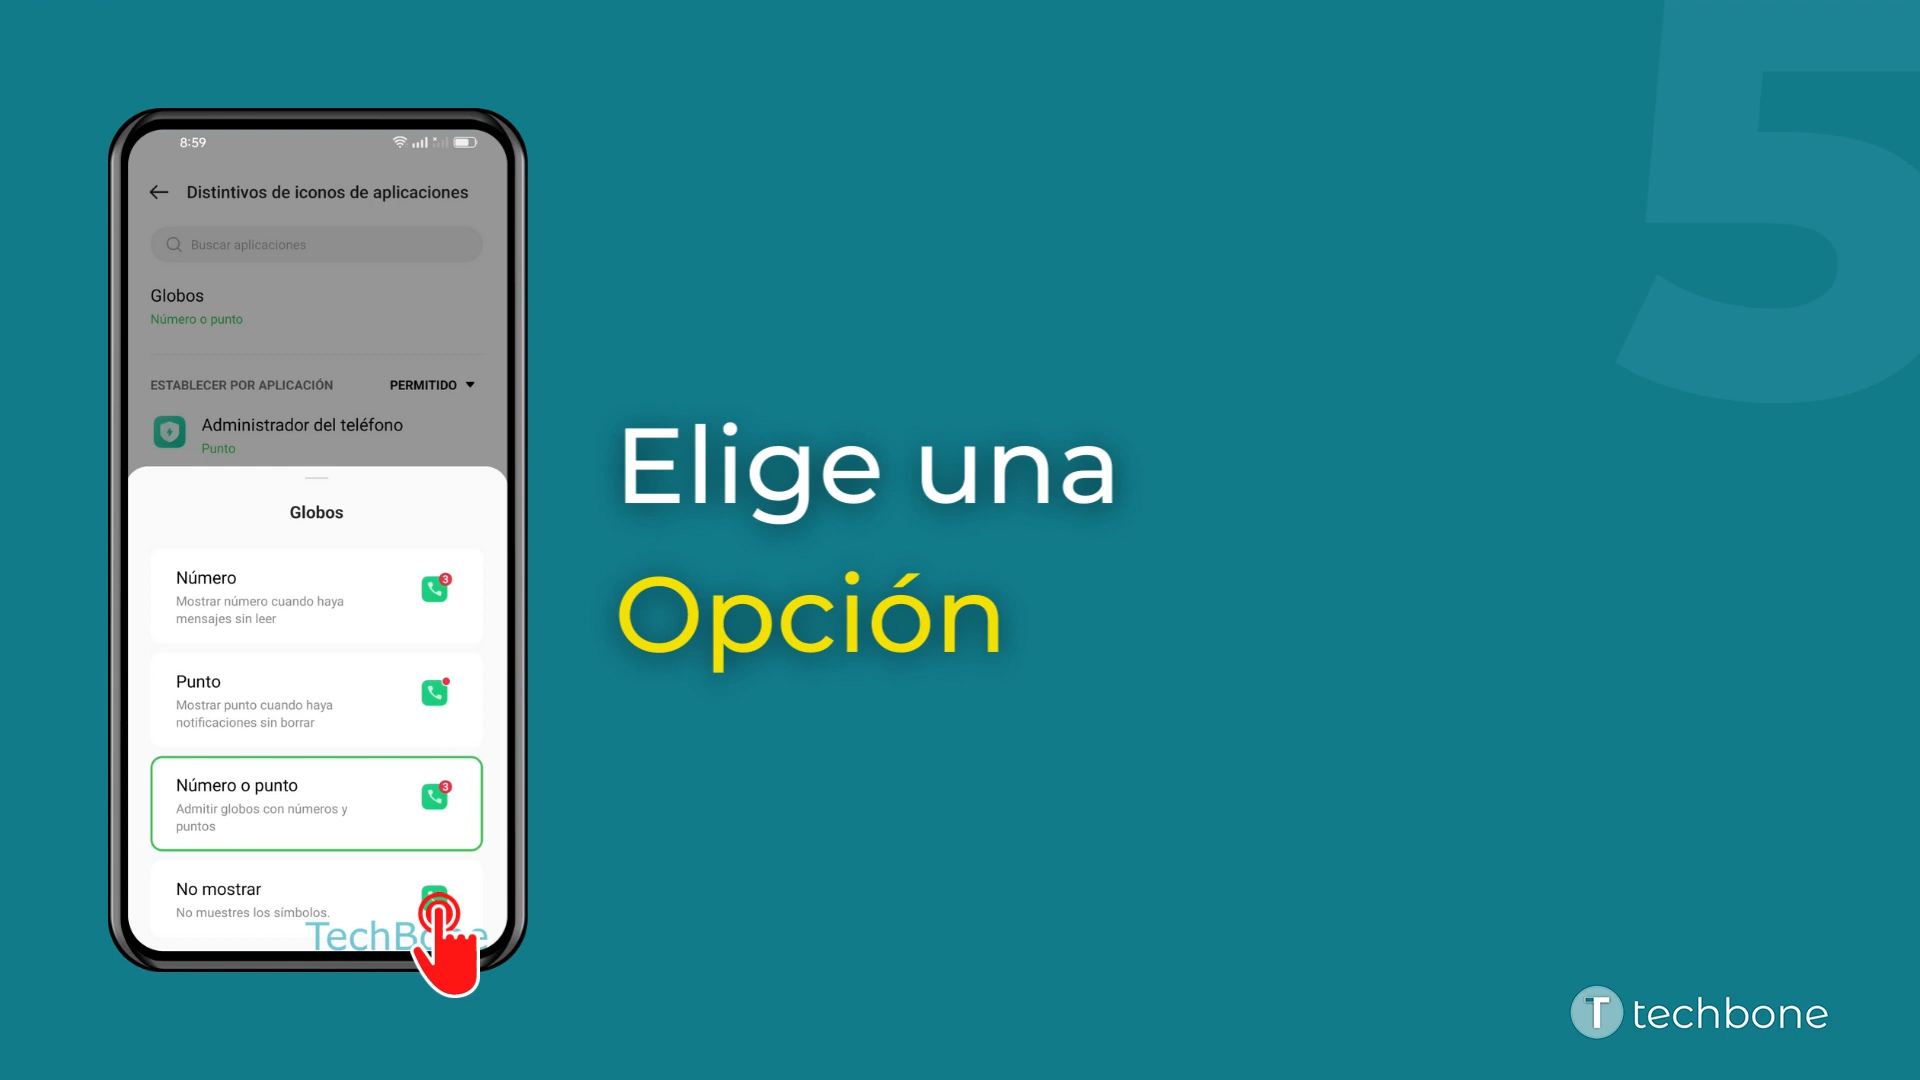 5
8:59
Distintivos de iconos de aplicaciones
Buscar aplicaciones
Globos
Número o punto
ESTABLECER POR APLICACIÓN PERMITIDO
Administrador del teléfono
Punto
Globos
Número
3
Mostrar número cuando haya
mensajes sin leer
Punto
Mostrar punto cuando haya
notificaciones sin borrar
Número o punto
3
Admitir globos con números y
puntos
No mostrar
No muestres los símbolos.
TechBone
Elige una
Opción
T techbone